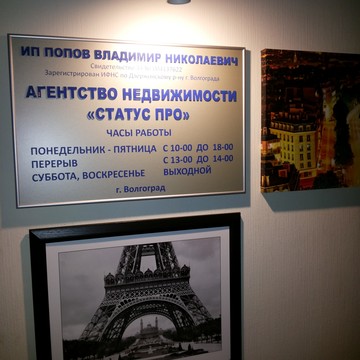 ИП ПОПОВ ВЛАДИМИР НИКОЛАЕВИЧ
Свидетельство
Зарегистрирован ИФНС по Дзержинскому р-ну г. Волгограда
АГЕНТСТВО НЕДВИЖИМОСТИ
«СТАТУС ПРО»
ЧАСЫ РАБОТЫ
ПОНЕДЕЛЬНИК - ПЯТНИЦА С 10-00 ДО 18-00
ПЕРЕРЫВ С 13-00 ДО 14-00
СУББОТА, ВОСКРЕСЕНЬЕ ВЫХОДНОЙ
г. Волгоград